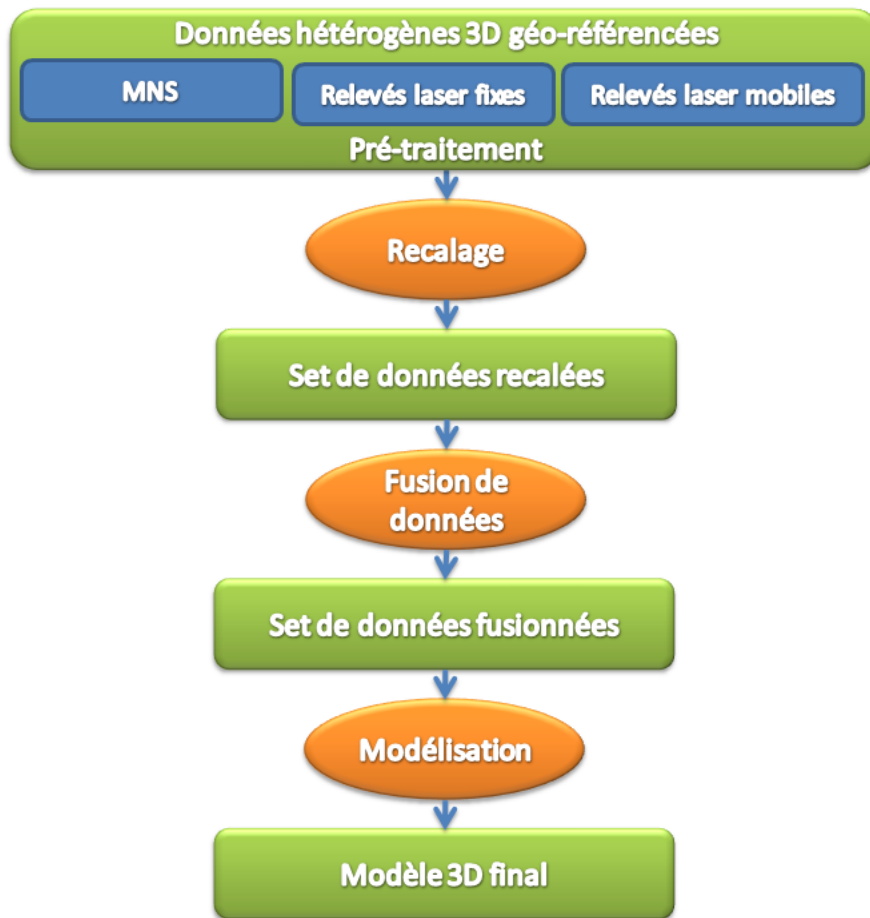 Données hétérogènes 3D géo-référencées
MNS
Relevés laser fixes
Relevés laser mobiles
Pré-traitement
Recalage
Set de données recalées
Fusion de
données
Set de données fusionnées
Modélisation
Modèle 3D final